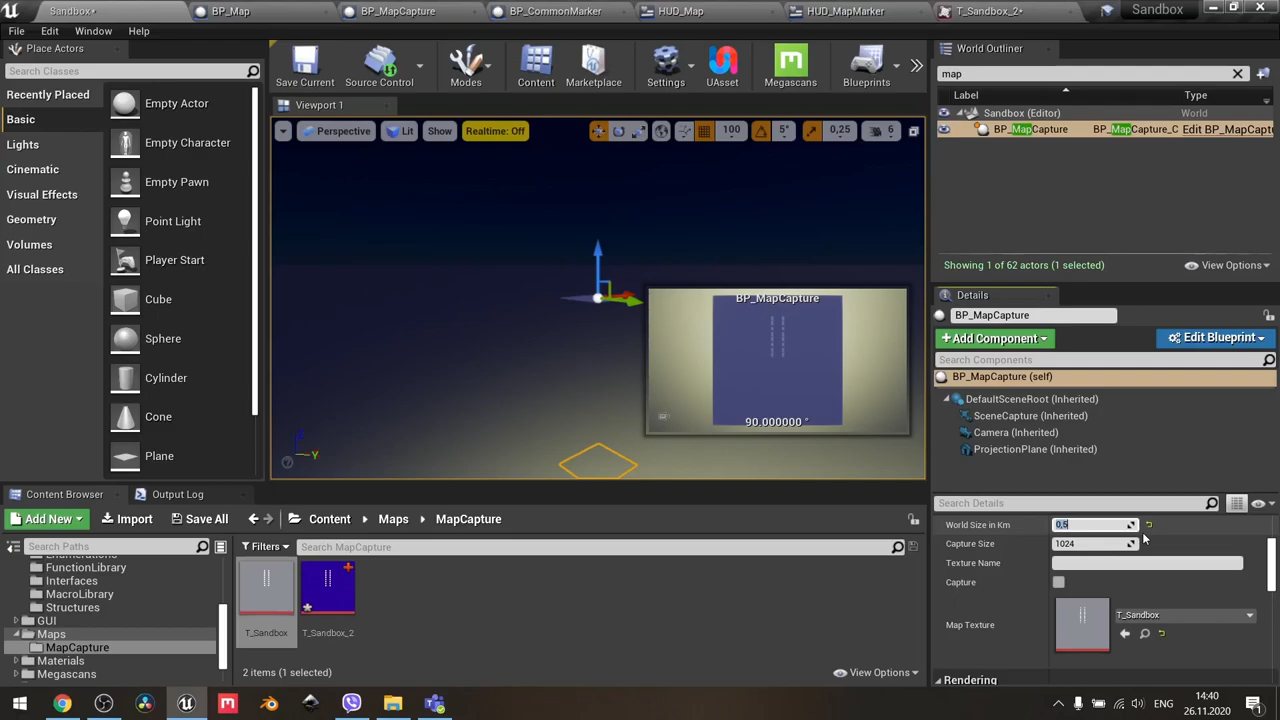 Sandbox*
BP_Map
BP_MapCapture
BP_CommonMarker
HUD_Map
HUD_MapMarker
T_Sandbox_2*
Sandbox
File Edit Window Help
Place Actors
Search Classes
Recently Placed
Basic
Lights
Cinematic
Visual Effects
Geometry
Volumes
All Classes
Empty Actor
Empty Character
Empty Pawn
Point Light
Player Start
Cube
Sphere
Cylinder
Cone
Plane
Save Current
Source Control
Modes
Content
Marketplace
Settings
UAsset
Megascans
Blueprints
Viewport 1
Perspective
Lit
Show
Realtime: Off
100
5°
0,25
6
BP_MapCapture
90.000000 °
Y
World Outliner
map
Label
Type
Sandbox (Editor)
World
BP_MapCapture
BP_MapCapture_C
Edit BP_MapCaptu
Showing 1 of 62 actors (1 selected)
View Options
Details
BP_MapCapture
Add Component
Edit Blueprint
Search Components
BP_MapCapture (self)
DefaultSceneRoot (Inherited)
SceneCapture (Inherited)
Camera (Inherited)
ProjectionPlane (Inherited)
Search Details
World Size in Km
0,5
Capture Size
1024
Texture Name
Capture
Map Texture
T_Sandbox
Rendering
Content Browser
Output Log
Add New
Import
Save All
Content
Maps
MapCapture
Search Paths
Filters
Search MapCapture
FunctionLibrary
Interfaces
MacroLibrary
Structures
GUI
Maps
MapCapture
Materials
Megascans
T_Sandbox
T_Sandbox_2
2 items (1 selected)
View Options
ENG
14:40
26.11.2020
1